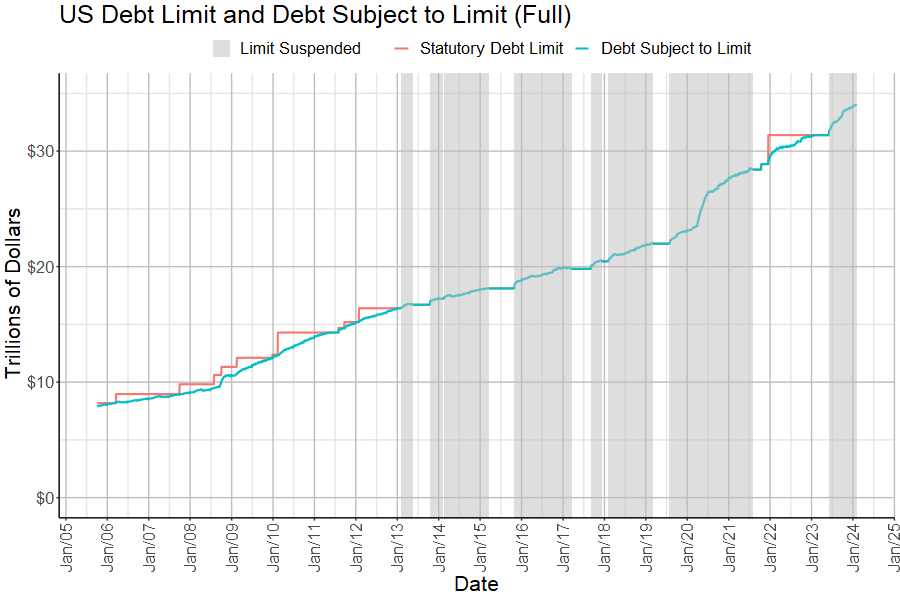 US Debt Limit and Debt Subject to Limit (Full)
Limit Suspended Statutory Debt Limit Debt Subject to Limit
Trillions of Dollars
$30
$20
$10
$0
Jan/05 Jan/06 Jan/07 Jan/08 Jan/09 Jan/10 Jan/11 Jan/12 Jan/13 Jan/14 Jan/15 Jan/16 Jan/17 Jan/18 Jan/19 Jan/20 Jan/21 Jan/22 Jan/23 Jan/24 Jan/25
Date